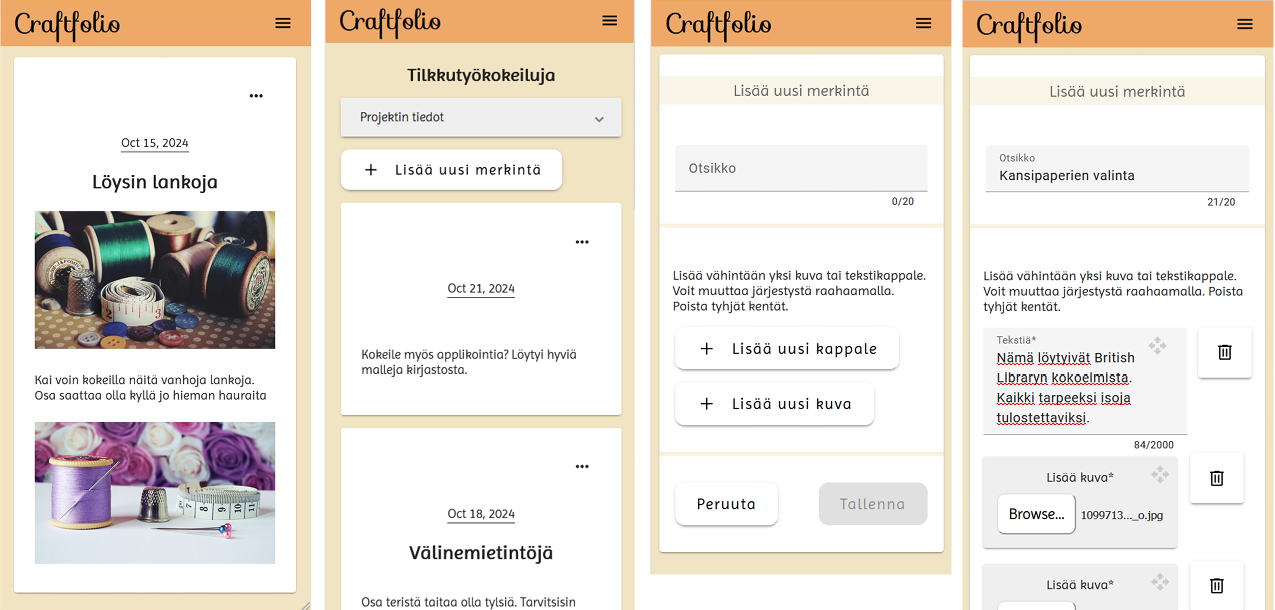 Craftfolio
Oct 15, 2024
Löysin lankoja
Kai voin kokeilla näitä vanhoja lankoja.
Osa saattaa olla kyllä jo hieman hauraita
Craftfolio
Tilkkutyökokeiluja
Projektin tiedot
+ Lisää uusi merkintä
Oct 21, 2024
Kokeile myös applikointia? Löytyi hyviä
malleja kirjastosta.
Oct 18, 2024
Välinemietintöjä
Osa teristä taitaa olla tylsiä. Tarvitsisin
Craftfolio
Lisää uusi merkintä
Otsikko
0/20
Lisää vähintään yksi kuva tai tekstikappale.
Voit muuttaa järjestystä raahaamalla.
Poista tyhjät kentät.
+ Lisää uusi kappale
+ Lisää uusi kuva
Peruuta
Tallenna
Craftfolio
Lisää uusi merkintä
Otsikko
Kansipaperien valinta
21/20
Lisää vähintään yksi kuva tai tekstikappale.
Voit muuttaa järjestystä raahaamalla. Poista
tyhjät kentät.
Tekstiä*
Nämä löytyivät British
Libraryn kokoelmista.
Kaikki tarpeeksi isoja
tulostettaviksi.
84/2000
Lisää kuva*
Browse... 1099713..._o.jpg
Lisää kuva*